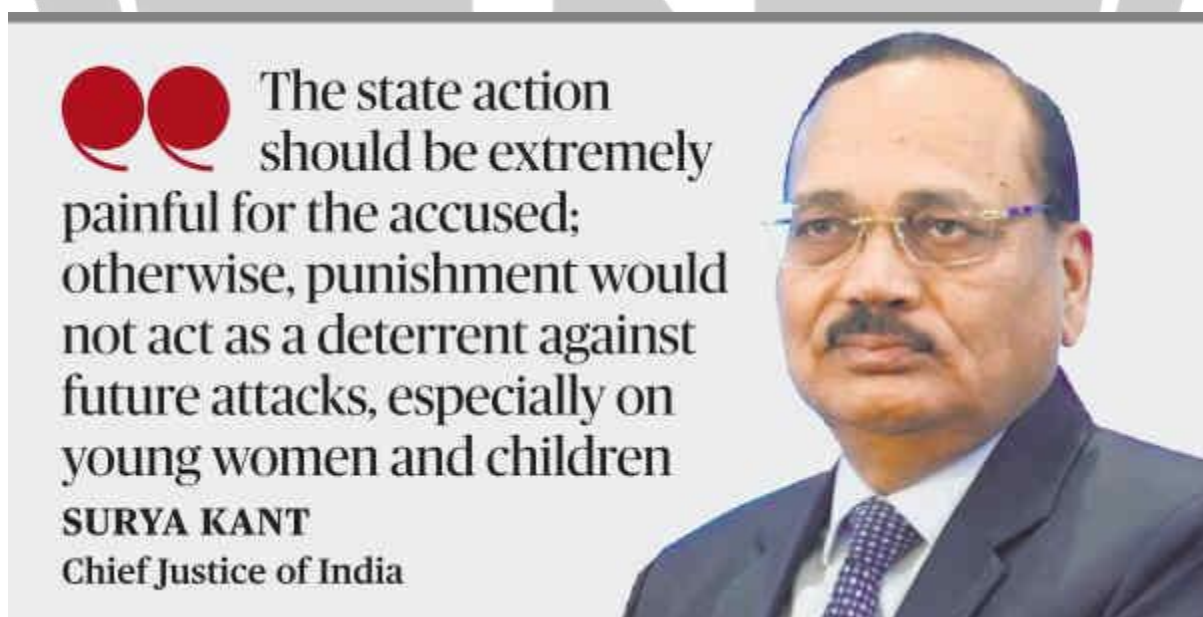 The state action
should be extremely
painful for the accused;
otherwise, punishment would
not act as a deterrent against
future attacks, especially on
young women and children
SURYA KANT
Chief Justice of India